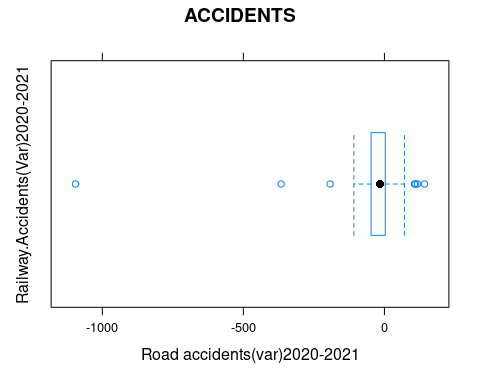 ACCIDENTS
Railway.Accidents(Var)2020-2021
-1000
-500
0
Road accidents(var)2020-2021